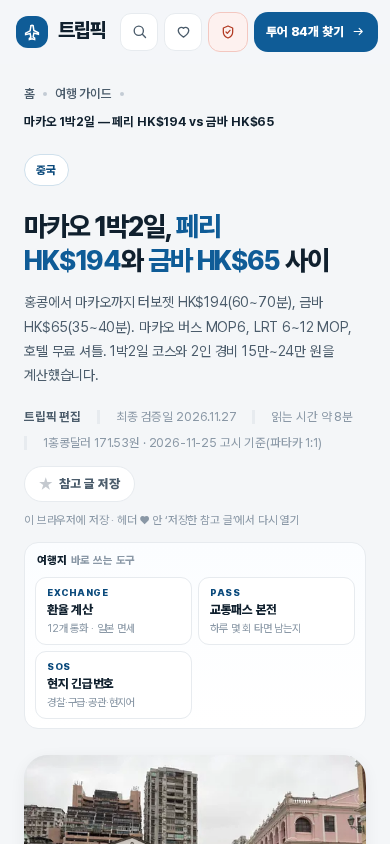 트립픽
투어 84개 찾기 →
홈 • 여행 가이드 •
마카오 1박2일 — 페리 HK$194 vs 금바 HK$65
중국
마카오 1박2일, 페리
HK$194와 금바 HK$65 사이
홍콩에서 마카오까지 터보젯 HK$194(60~70분), 금바
HK$65(35~40분). 마카오 버스 MOP6, LRT 6~12 MOP,
호텔 무료 셔틀. 1박2일 코스와 2인 경비 15만~24만 원을
계산했습니다.
트립픽 편집 | 최종 검증일 2026.11.27 | 읽는 시간 약 8분
| 1홍콩달러 171.53원 · 2026-11-25 고시 기준(파타카 1:1)
★ 참고 글 저장
이 브라우저에 저장 · 헤더 ♥ 안 '저장한 참고 글'에서 다시 열기
여행지 바로 쓰는 도구
EXCHANGE
환율 계산
12개 통화 · 일본 면세
PASS
교통패스 본전
하루 몇 회 타면 남는지
SOS
현지 긴급번호
경찰·구급·공관·현지어